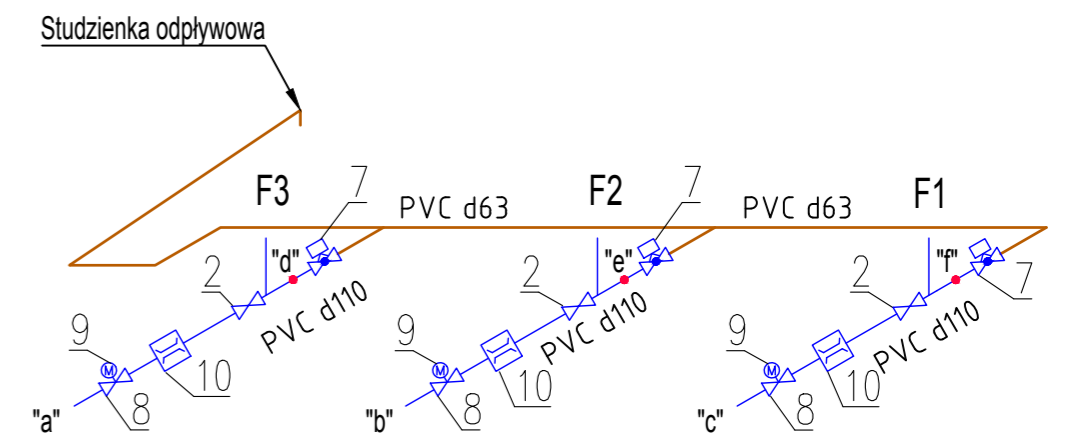 Studzienka odpływowa
F3
7
PVC d63
F2
7
PVC d63
F1
"d"
"e"
"f"
2
2
2
7
PVC d110
PVC d110
PVC d110
9
9
9
M
M
M
10
10
10
"a"
8
"b"
8
"c"
8